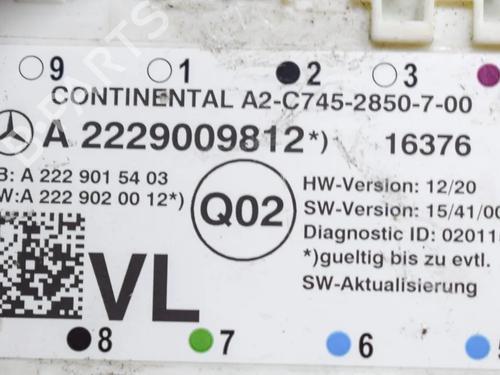 9 1 2 3
CONTINENTAL A2-C745-2850-7-00
A 2229009812*) 16376
B: A 222 901 54 03
W:A 222 902 00 12*)
Q02
HW-Version: 12/20
SW-Version: 15/41/00
Diagnostic ID: 02011
*)gueltig bis zu evtl.
SW-Aktualisierung
VL
8 7 6